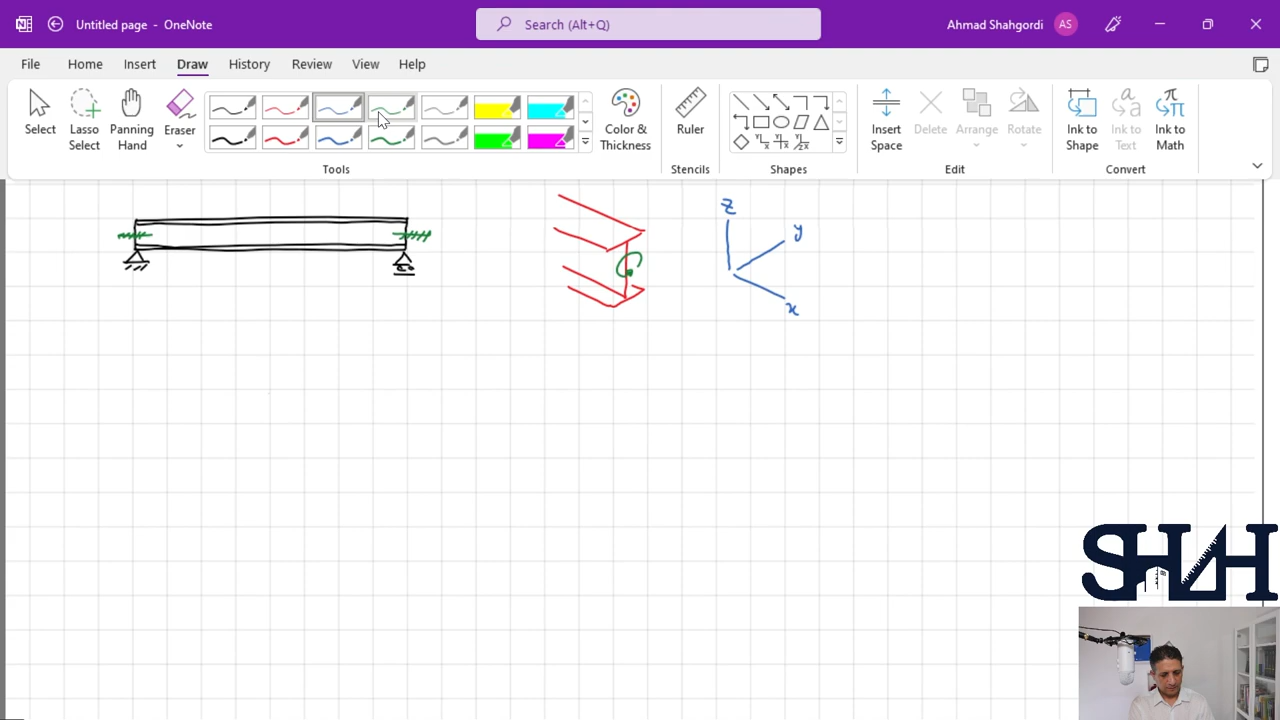 Untitled page - OneNote
Search (Alt+Q)
Ahmad Shahgordi
AS
File
Home
Insert
Draw
History
Review
View
Help
Select
Lasso
Select
Panning
Hand
Eraser
Color &
Thickness
Ruler
Insert
Space
Delete
Arrange
Rotate
Ink to
Shape
Ink to
Text
Ink to
Math
Tools
Stencils
Shapes
Edit
Convert
z
y
x
SHAH